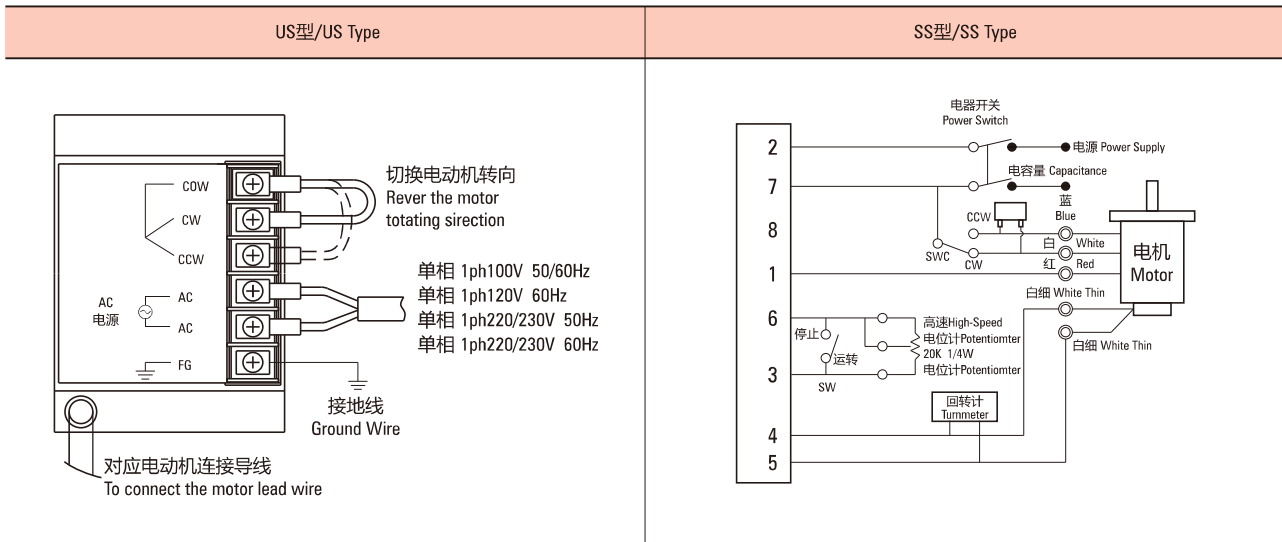 US型/US Type
COW
CW
CCW
AC
电源
AC
AC
FG
切换电动机转向
Rever the motor
totating sirection
单相 1ph100V 50/60Hz
单相 1ph120V 60Hz
单相 1ph220/230V 50Hz
单相 1ph220/230V 60Hz
接地线
Ground Wire
对应电动机连接导线
To connect the motor lead wire
SS型/SS Type
电器开关
Power Switch
2
电源 Power Supply
7
电容量 Capacitance
蓝
Blue
8
CCW
白 White
SWC
CW
1
红 Red
电机
Motor
白细 White Thin
6
高速High-Speed
停止
电位计Potentiomter
20K 1/4W
白细 White Thin
运转
3
电位计Potentiomter
SW
回转计
Turnmeter
4
5